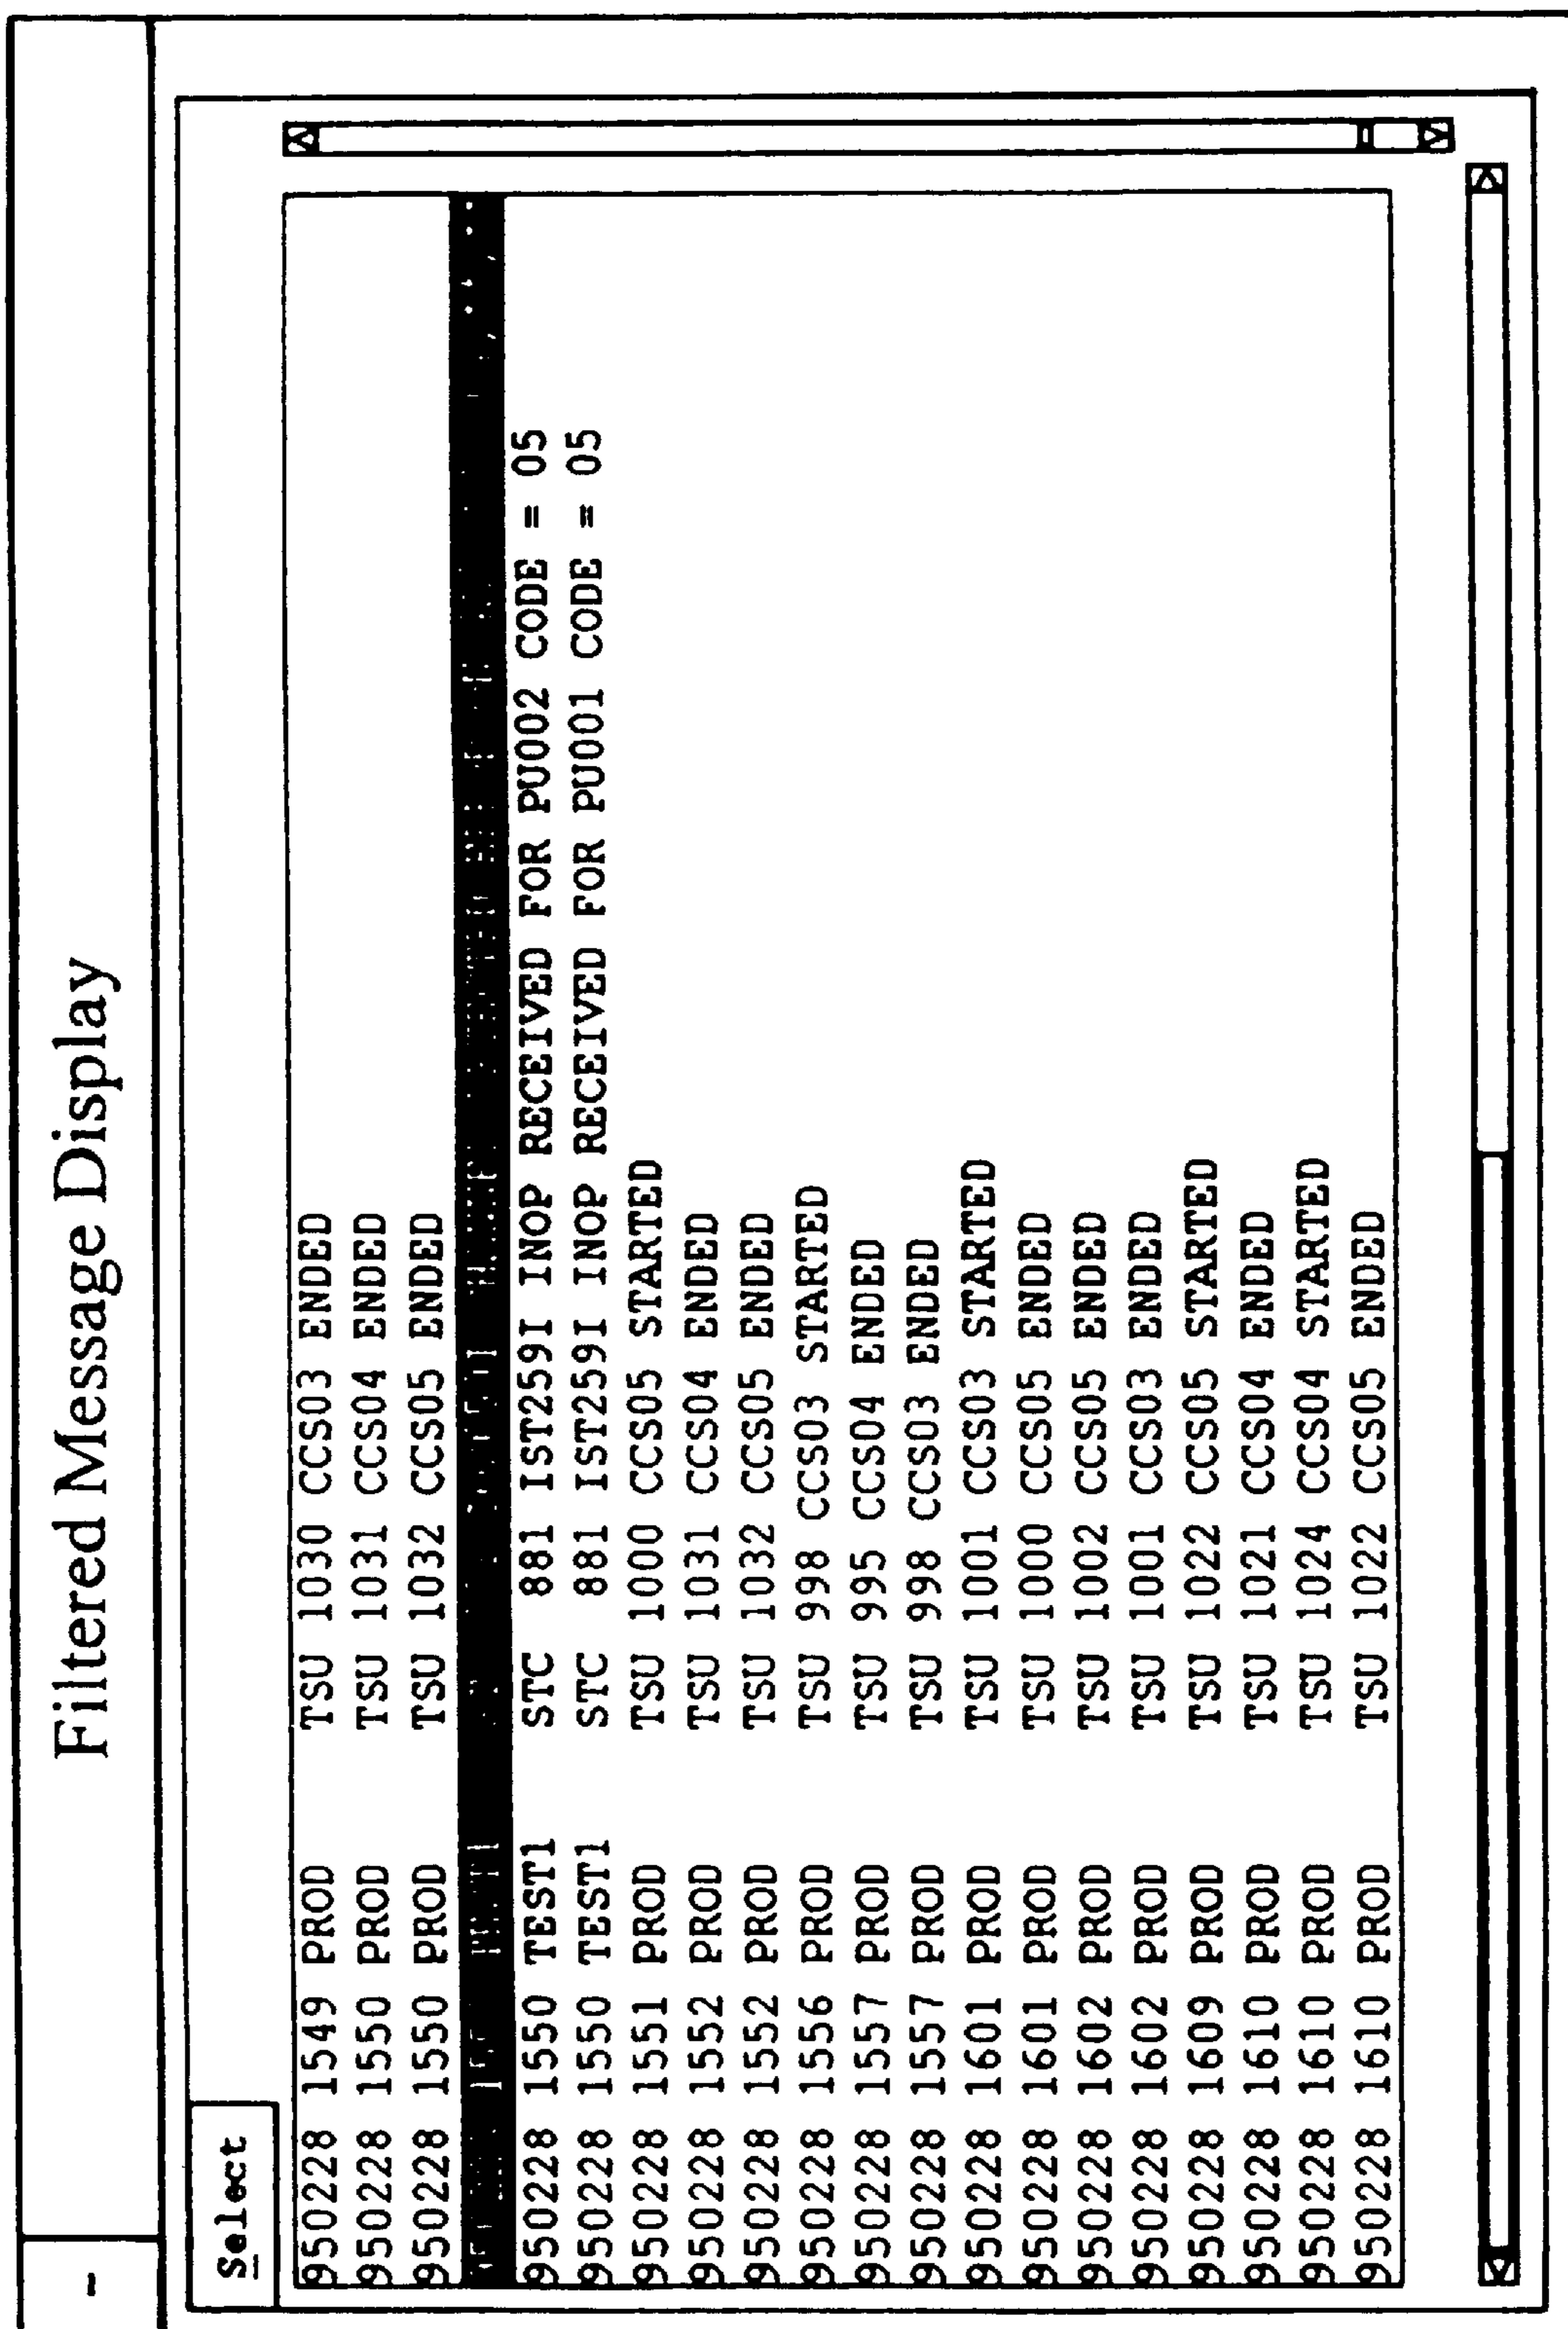 Filtered Message Display
-
Select
950228 1549 PROD TSU 1030 CCS03 ENDED
950228 1550 PROD TSU 1031 CCS04 ENDED
950228 1550 PROD TSU 1032 CCS05 ENDED
950228 1550 TEST1 STC 881 IST259I INOP RECEIVED FOR PU002 CODE = 05
950228 1550 TEST1 STC 881 IST259I INOP RECEIVED FOR PU001 CODE = 05
950228 1551 PROD TSU 1000 CCS05 STARTED
950228 1552 PROD TSU 1031 CCS04 ENDED
950228 1552 PROD TSU 1032 CCS05 ENDED
950228 1556 PROD TSU 998 CCS03 STARTED
950228 1557 PROD TSU 995 CCS04 ENDED
950228 1557 PROD TSU 998 CCS03 ENDED
950228 1601 PROD TSU 1001 CCS03 STARTED
950228 1601 PROD TSU 1000 CCS05 ENDED
950228 1602 PROD TSU 1002 CCS05 ENDED
950228 1602 PROD TSU 1001 CCS03 ENDED
950228 1609 PROD TSU 1022 CCS05 STARTED
950228 1610 PROD TSU 1021 CCS04 ENDED
950228 1610 PROD TSU 1024 CCS04 STARTED
950228 1610 PROD TSU 1022 CCS05 ENDED